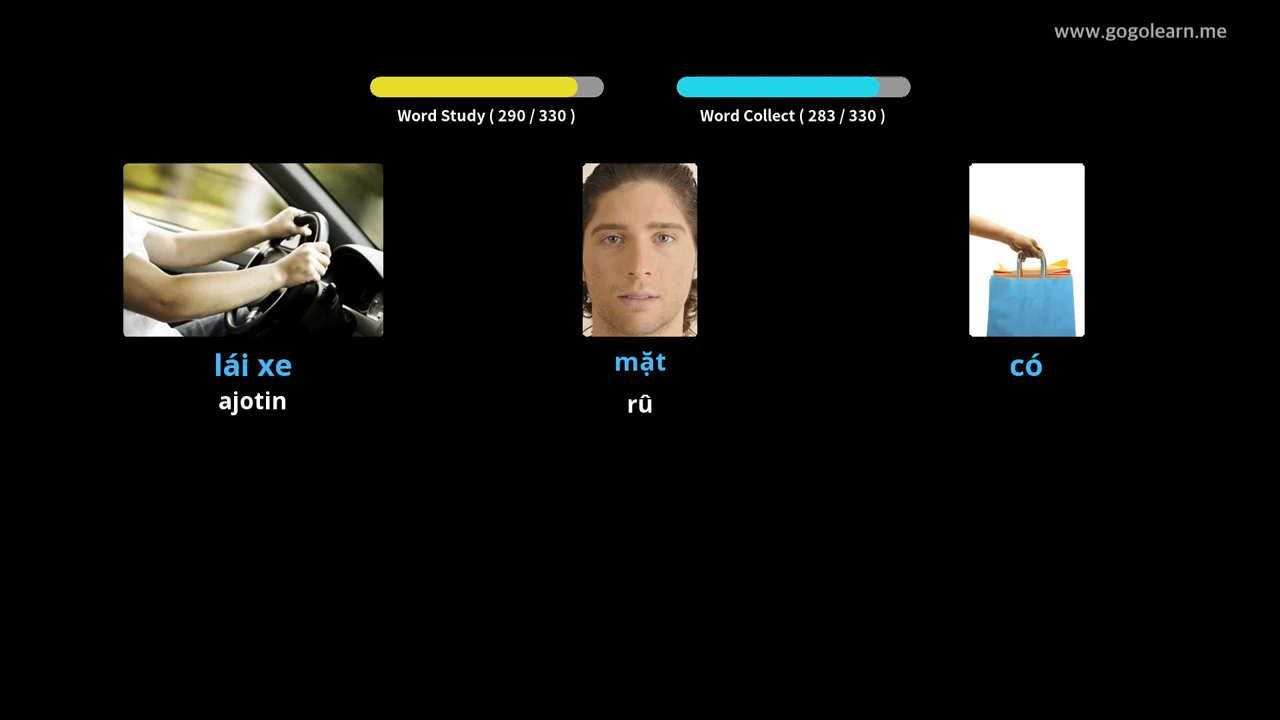 www.gogolearn.me
Word Study ( 290 / 330 )
Word Collect ( 283 / 330 )
lái xe
ajotin
mặt
rû
có